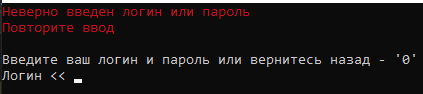 Неверно введен логин или пароль
Повторите ввод
Введите ваш логин и пароль или вернитесь назад - '0'
Логин <<